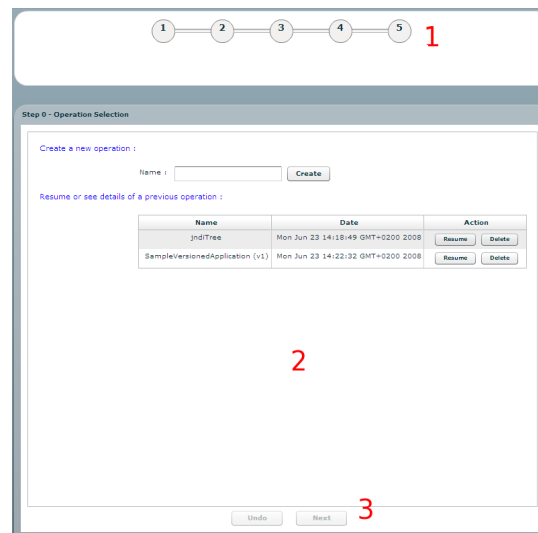 1 2 3 4 5 1
Step 0 - Operation Selection
Create a new operation :
Name : Create
Resume or see details of a previous operation :
Name Date Action
jndiTree Mon Jun 23 14:18:49 GMT+0200 2008 Resume Delete
SampleVersionedApplication (v1) Mon Jun 23 14:22:32 GMT+0200 2008 Resume Delete
2
Undo Next 3